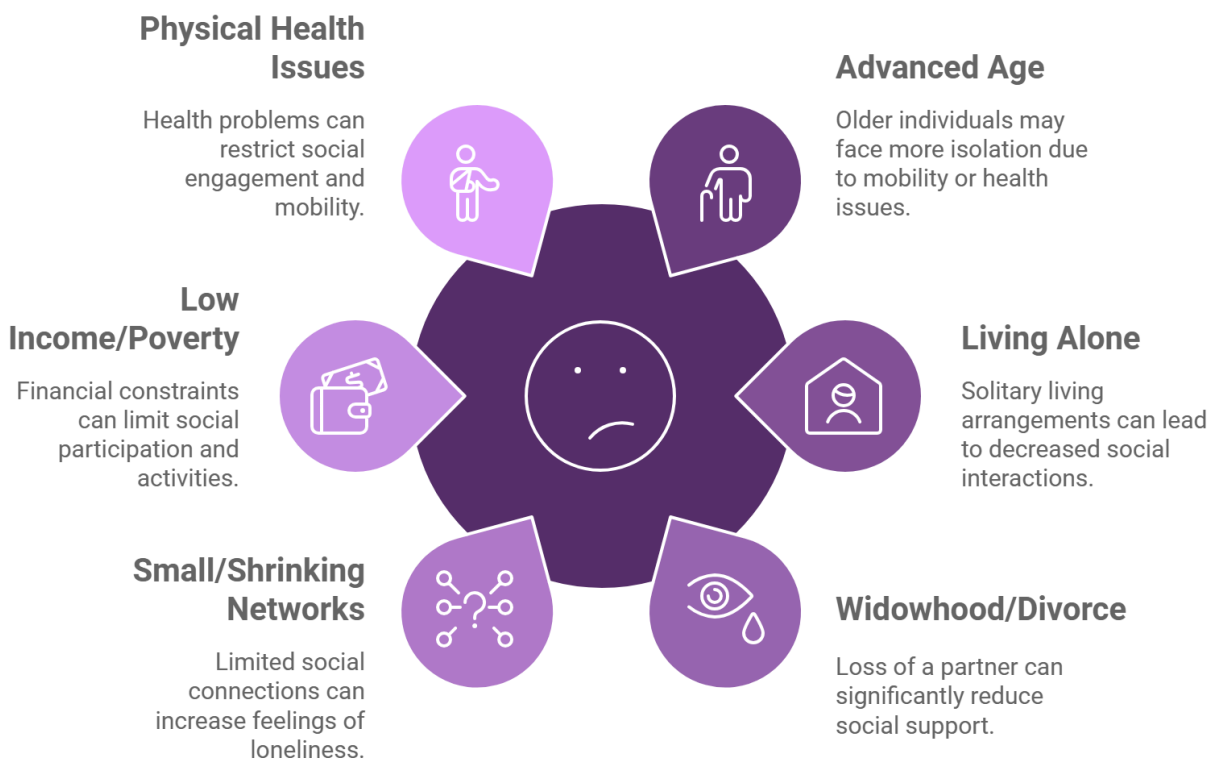 Physical Health
Issues
Health problems can
restrict social
engagement and
mobility.
Advanced Age
Older individuals may
face more isolation due
to mobility or health
issues.
Low
Income/Poverty
Financial constraints
can limit social
participation and
activities.
Living Alone
Solitary living
arrangements can lead
to decreased social
interactions.
Small/Shrinking
Networks
Limited social
connections can
increase feelings of
loneliness.
Widowhood/Divorce
Loss of a partner can
significantly reduce
social support.